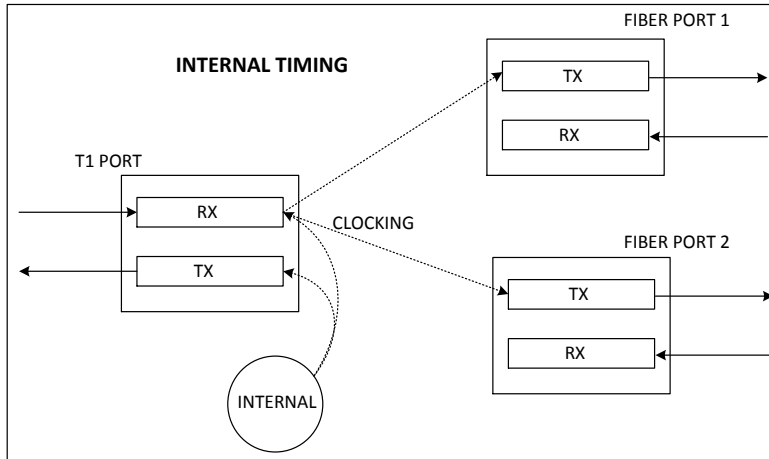 FIBER PORT 1
INTERNAL TIMING
TX
RX
T1 PORT
RX
TX
CLOCKING
FIBER PORT 2
TX
RX
INTERNAL